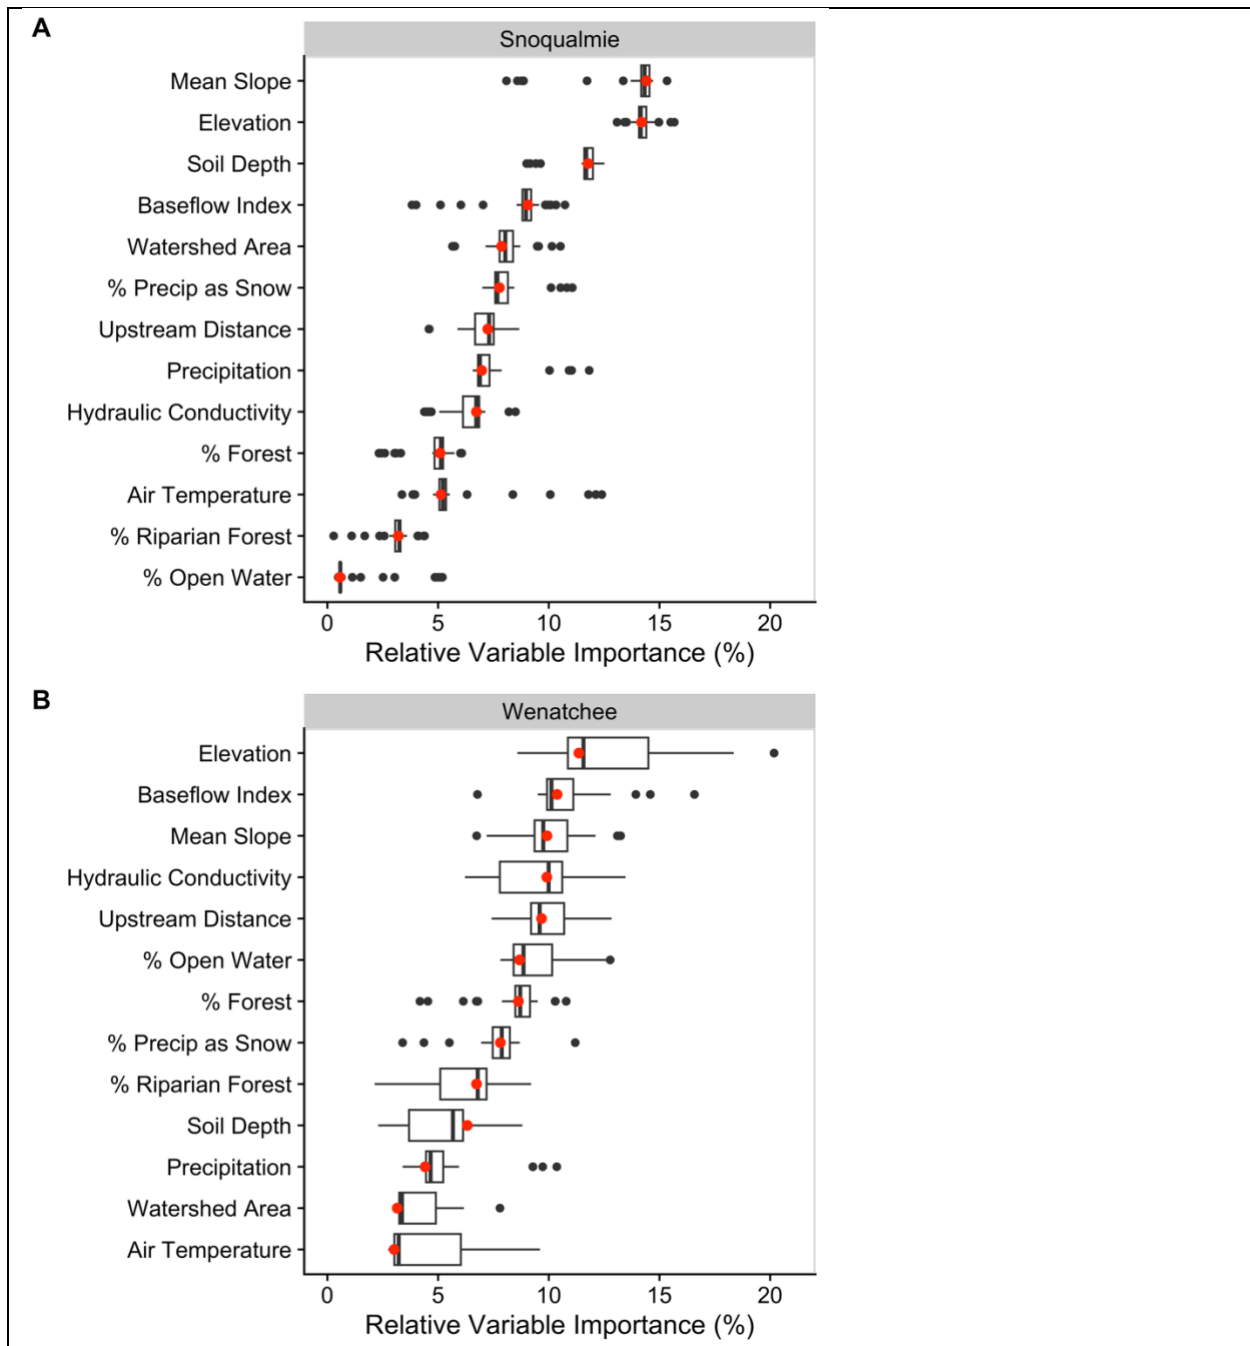 A
Snoqualmie
Mean Slope
Elevation
Soil Depth
Baseflow Index
Watershed Area
% Precip as Snow
Upstream Distance
Precipitation
Hydraulic Conductivity
% Forest
Air Temperature
% Riparian Forest
% Open Water
0 5 10 15 20
Relative Variable Importance (%)
B
Wenatchee
Elevation
Baseflow Index
Mean Slope
Hydraulic Conductivity
Upstream Distance
% Open Water
% Forest
% Precip as Snow
% Riparian Forest
Soil Depth
Precipitation
Watershed Area
Air Temperature
0 5 10 15 20
Relative Variable Importance (%)